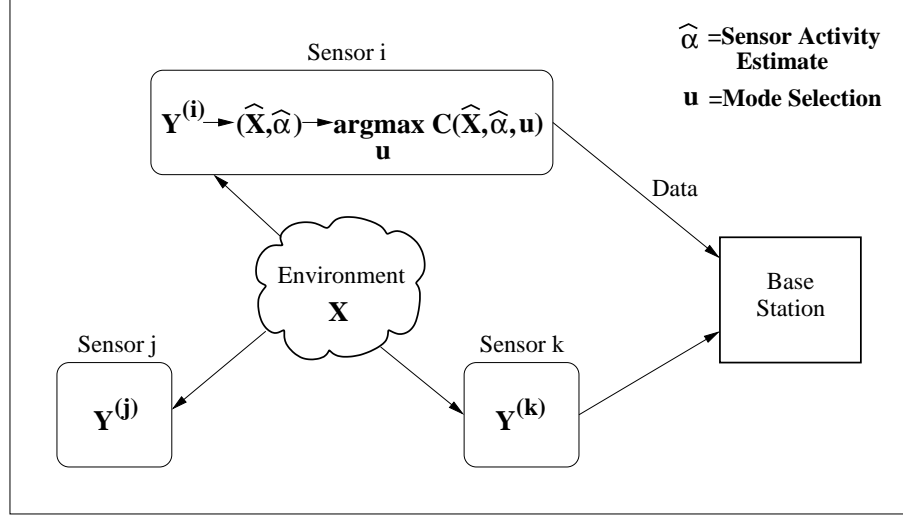 α̂ =Sensor Activity
Estimate
u =Mode Selection
Sensor i
Y^(i) → (X̂,α̂) → argmax C(X̂,α̂,u)
u
Data
Environment
X
Base
Station
Sensor j
Y^(j)
Sensor k
Y^(k)